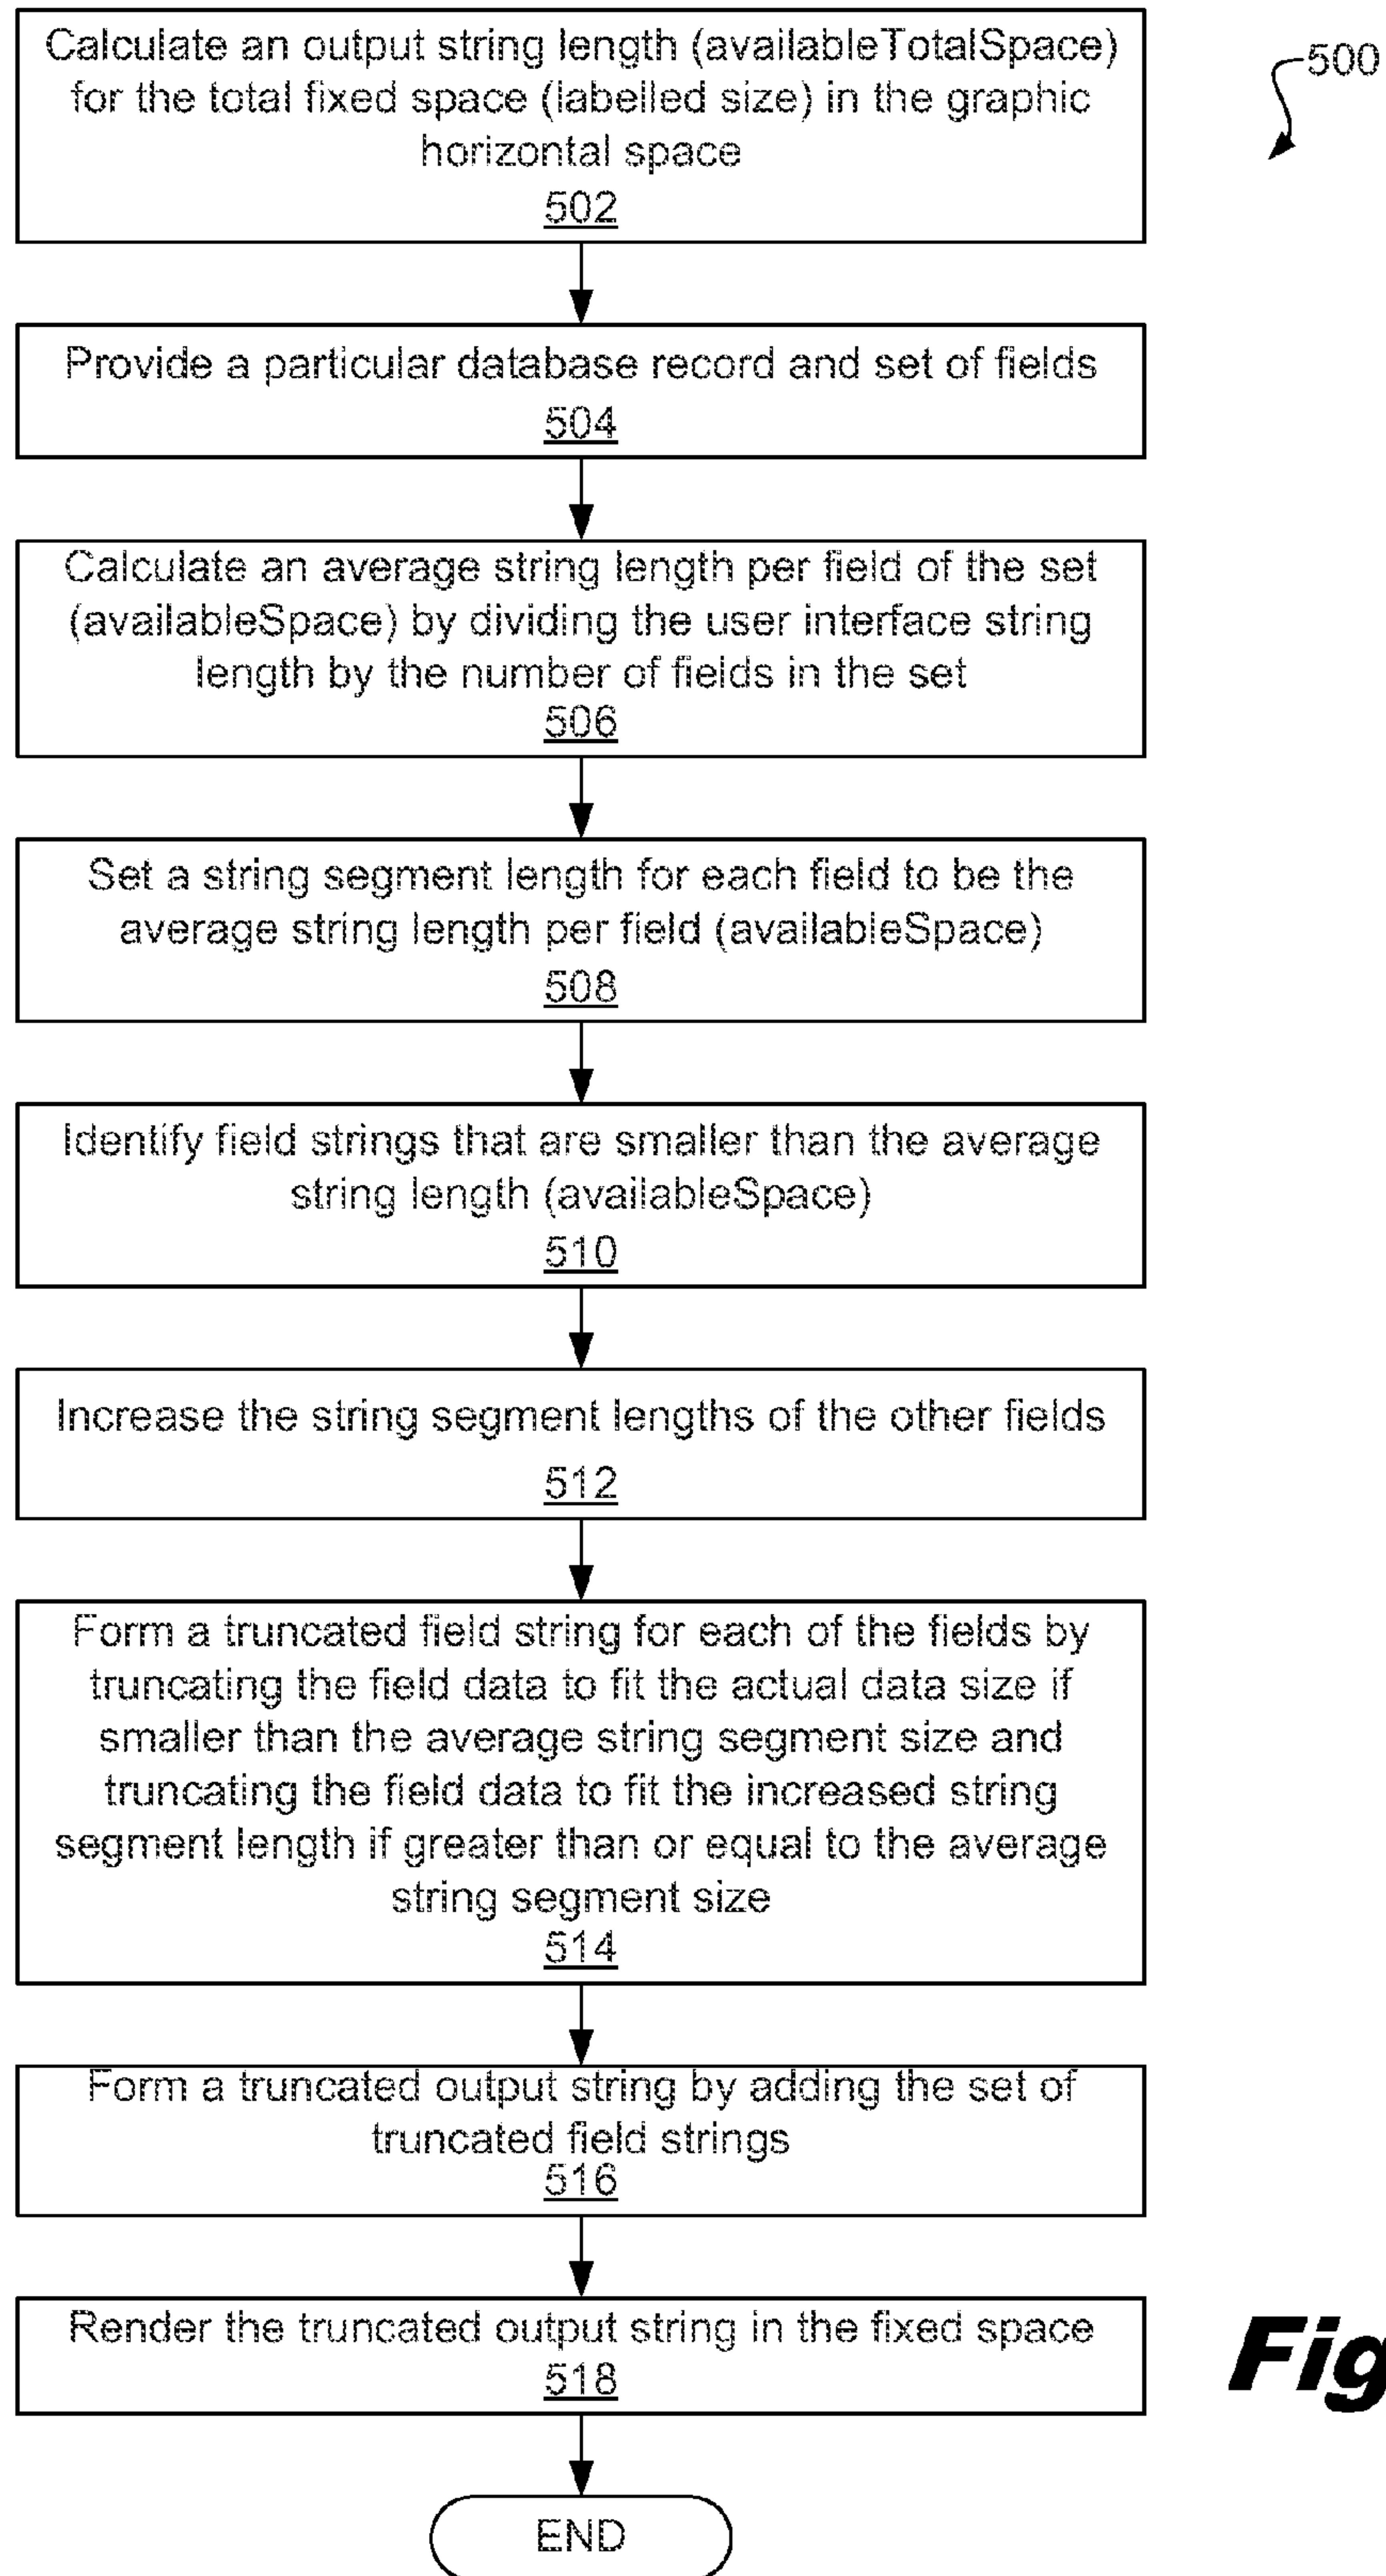 Calculate an output string length (availableTotalSpace)
for the total fixed space (labelled size) in the graphic
horizontal space
502
500
Provide a particular database record and set of fields
504
Calculate an average string length per field of the set
(availableSpace) by dividing the user interface string
length by the number of fields in the set
506
Set a string segment length for each field to be the
average string length per field (availableSpace)
508
Identify field strings that are smaller than the average
string length (availableSpace)
510
Increase the string segment lengths of the other fields
512
Form a truncated field string for each of the fields by
truncating the field data to fit the actual data size if
smaller than the average string segment size and
truncating the field data to fit the increased string
segment length if greater than or equal to the average
string segment size
514
Form a truncated output string by adding the set of
truncated field strings
516
Render the truncated output string in the fixed space
518
Fig
END